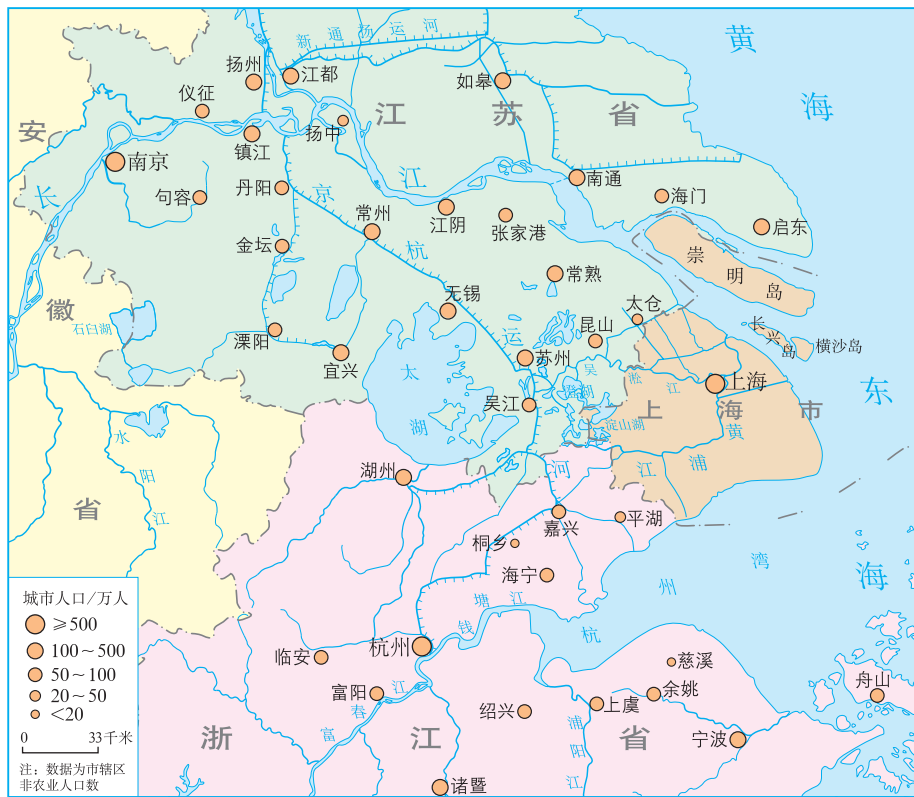 黄
海
东
海
新通扬运河
扬州
江都
如皋
仪征
江苏省
安
扬中
镇江
南京
长
江
丹阳
京
南通
海门
句容
常州
江阴
张家港
启东
金坛
杭
崇明岛
常熟
徽
无锡
太仓
石臼湖
长兴岛
横沙岛
溧阳
运
昆山
宜兴
苏州
太
湖
吴
淞
江
上海
澄湖
吴江
上海市
淀山湖
黄
浦
江
水
阳
江
湖州
河
省
嘉兴
平湖
桐乡
海宁
杭
州
湾
塘江
钱
杭州
临安
慈溪
富阳
江
春
富
舟山
余姚
绍兴
上虞
浦
阳
江
宁波
浙江省
诸暨
城市人口/万人
≥500
100~500
50~100
20~50
<20
0 33千米
注：数据为市辖区
非农业人口数